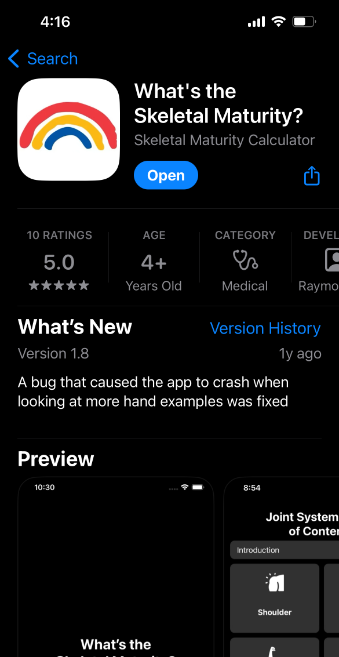 4:16
Search
What's the
Skeletal Maturity?
Skeletal Maturity Calculator
Open
10 RATINGS
AGE
CATEGORY
DEVEL
5.0
4+
★★★★★
Years Old
Medical
Raymo
What's New
Version History
Version 1.8
1y ago
A bug that caused the app to crash when
looking at more hand examples was fixed
Preview
10:30
8:54
Joint System
of Conten
Introduction
Shoulder
What's the